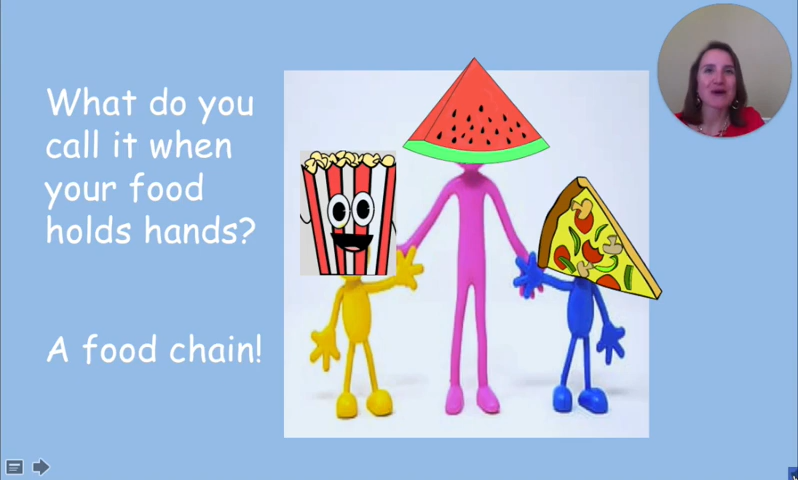 What do you
call it when
your food
holds hands?
A food chain!